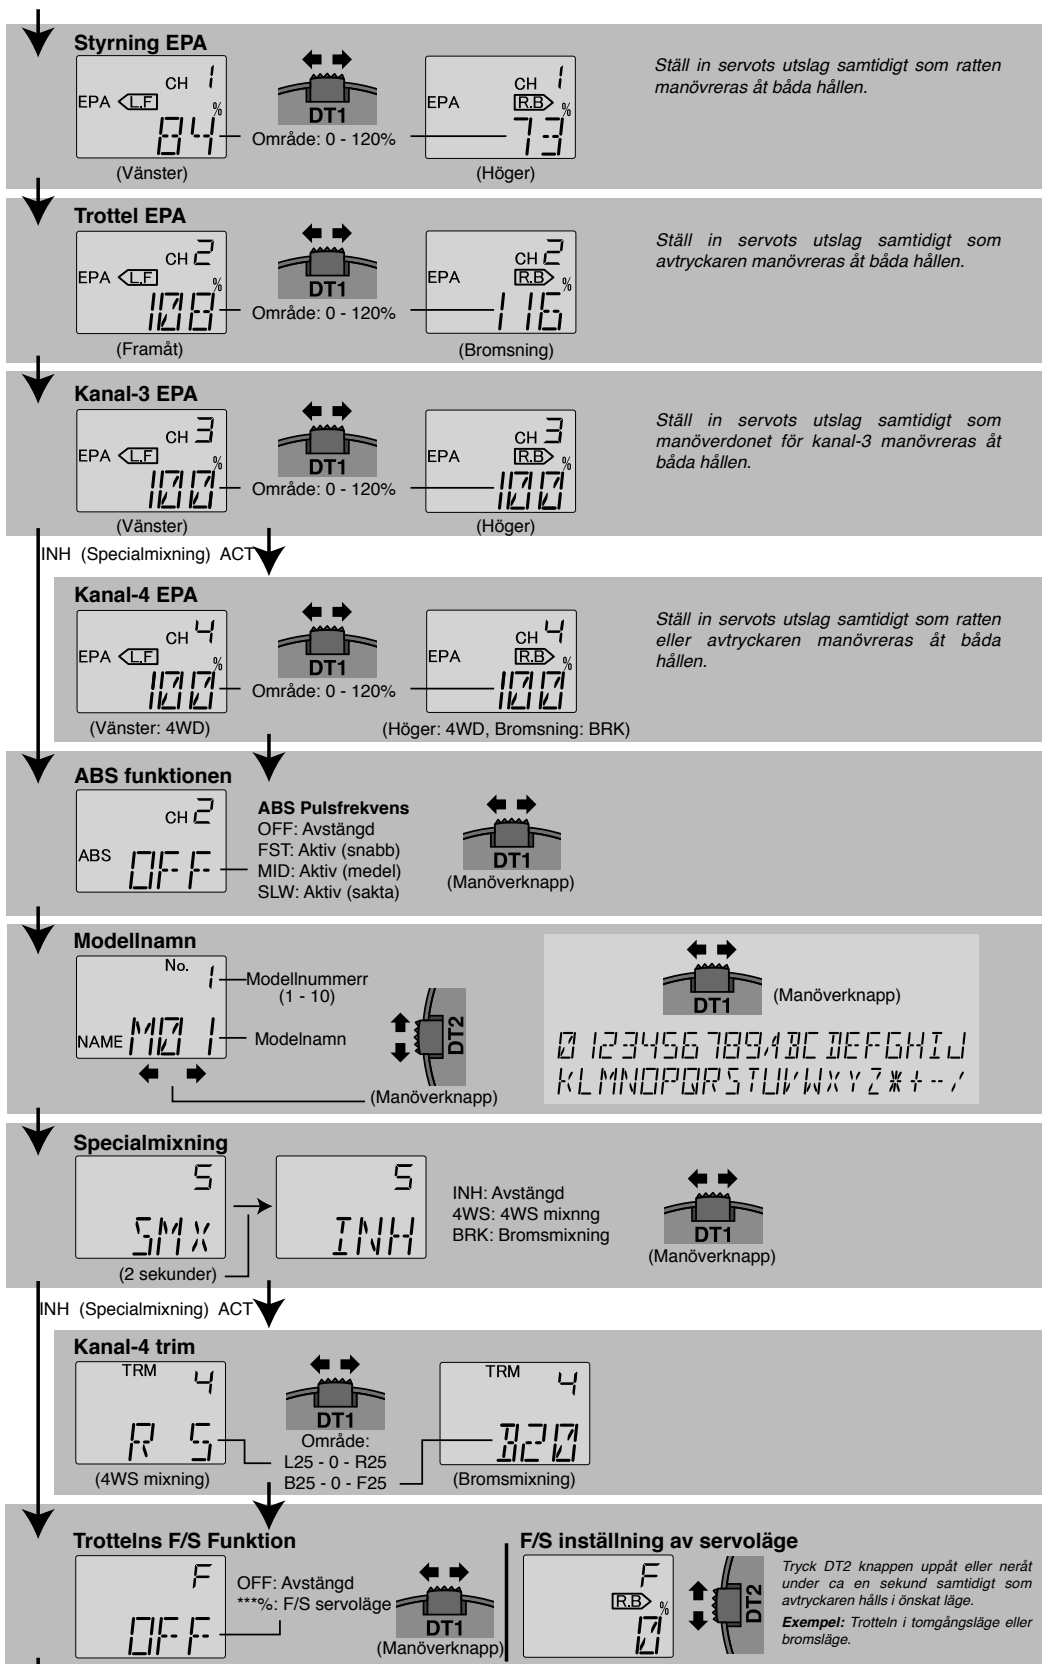 Styrning EPA
CH 1
EPA L.F
%
84
(Vänster)
DT1
Område: 0 - 120%
CH 1
EPA R.B
%
73
(Höger)
Ställ in servots utslag samtidigt som ratten
manövreras åt båda hållen.
Trottel EPA
CH 2
EPA L.F
%
108
(Framåt)
DT1
Område: 0 - 120%
CH 2
EPA R.B
%
116
(Bromsning)
Ställ in servots utslag samtidigt som
avtryckaren manövreras åt båda hållen.
Kanal-3 EPA
CH 3
EPA L.F
%
100
(Vänster)
DT1
Område: 0 - 120%
CH 3
EPA R.B
%
100
(Höger)
Ställ in servots utslag samtidigt som
manöverdonet för kanal-3 manövreras åt
båda hållen.
INH (Specialmixning) ACT
Kanal-4 EPA
CH 4
EPA L.F
%
100
(Vänster: 4WD)
DT1
Område: 0 - 120%
CH 4
EPA R.B
%
100
(Höger: 4WD, Bromsning: BRK)
Ställ in servots utslag samtidigt som ratten
eller avtryckaren manövreras åt båda
hållen.
ABS funktionen
CH 2
ABS
OFF
ABS Pulsfrekvens
OFF: Avstängd
FST: Aktiv (snabb)
MID: Aktiv (medel)
SLW: Aktiv (sakta)
DT1
(Manöverknapp)
Modellnamn
No. 1
NAME M01
Modellnummerr
(1 - 10)
Modelnamn
DT2
(Manöverknapp)
DT1
(Manöverknapp)
0123456789ABCDEFGHIJ
KLMNOPQRSTUVWXYZ*+-/
Specialmixning
5
SMX
(2 sekunder)
5
INH
INH: Avstängd
4WS: 4WS mixnng
BRK: Bromsmixning
DT1
(Manöverknapp)
INH (Specialmixning) ACT
Kanal-4 trim
TRM 4
R 5
(4WS mixning)
DT1
Område:
L25 - 0 - R25
B25 - 0 - F25
TRM 4
B20
(Bromsmixning)
Trottelns F/S Funktion
F
OFF
OFF: Avstängd
***%: F/S servoläge
DT1
(Manöverknapp)
F/S inställning av servoläge
F
R.B
%
0
DT2
Tryck DT2 knappen uppåt eller neråt
under ca en sekund samtidigt som
avtryckaren hålls i önskat läge.
Exempel: Trotteln i tomgångsläge eller
bromsläge.